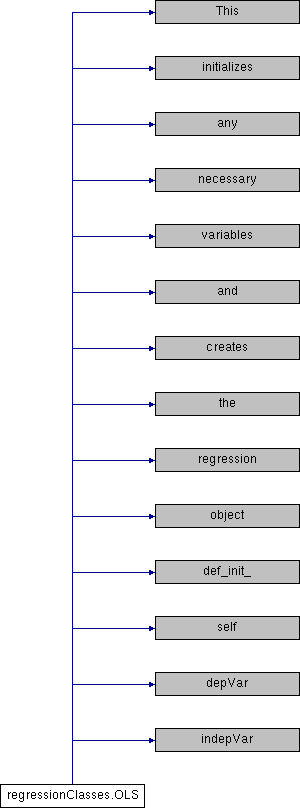 This
initializes
any
necessary
variables
and
creates
the
regression
object
def_init_
self
depVar
indepVar
regressionClasses.OLS